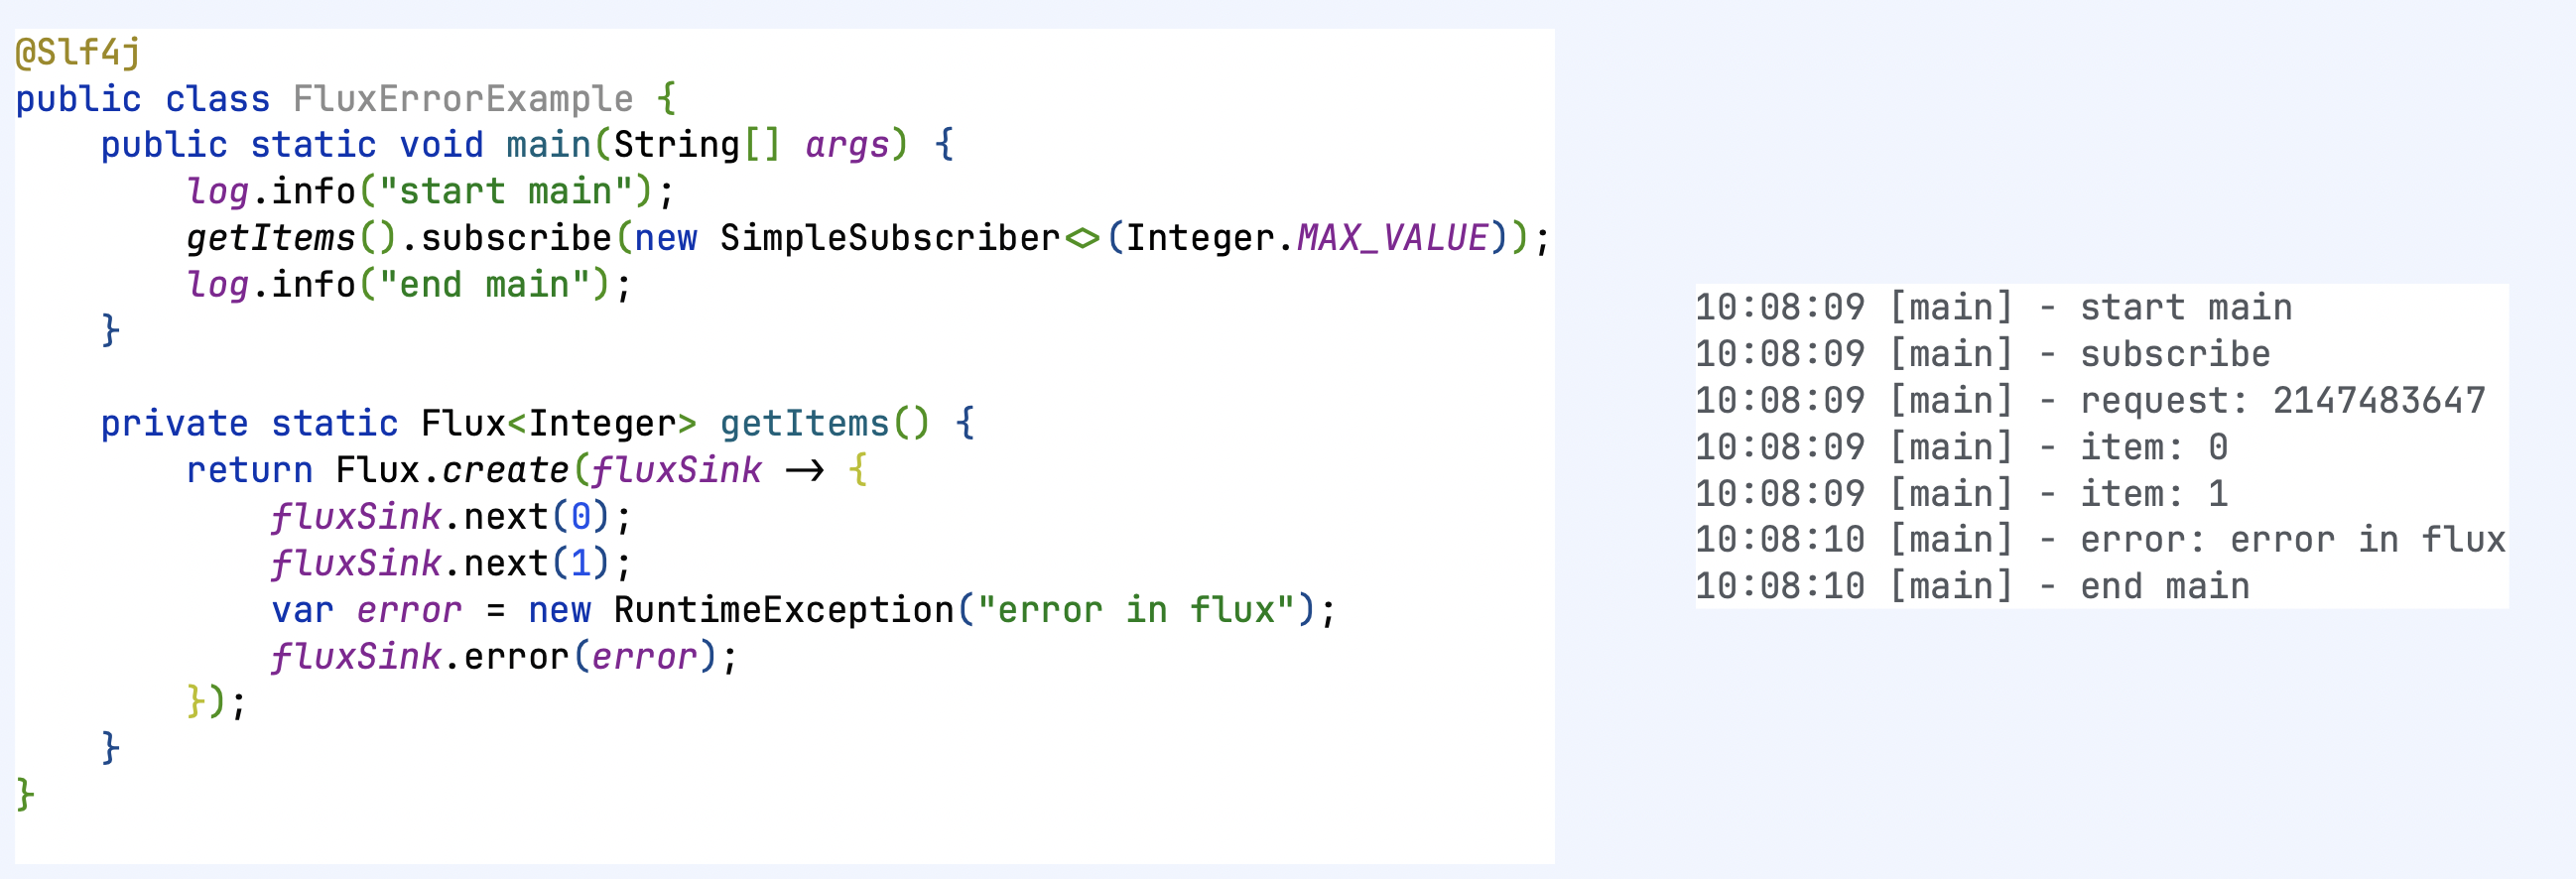 @Slf4j
public class FluxErrorExample {
    public static void main(String[] args) {
        log.info("start main");
        getItems().subscribe(new SimpleSubscriber<>(Integer.MAX_VALUE));
        log.info("end main");
    }

    private static Flux<Integer> getItems() {
        return Flux.create(fluxSink -> {
            fluxSink.next(0);
            fluxSink.next(1);
            var error = new RuntimeException("error in flux");
            fluxSink.error(error);
        });
    }
}
10:08:09 [main] - start main
10:08:09 [main] - subscribe
10:08:09 [main] - request: 2147483647
10:08:09 [main] - item: 0
10:08:09 [main] - item: 1
10:08:10 [main] - error: error in flux
10:08:10 [main] - end main